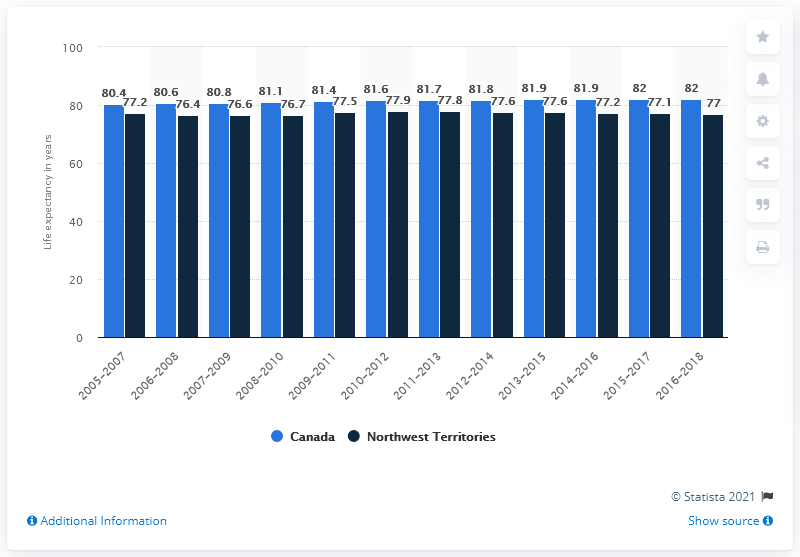 100
80
60
40
20
0
Life expectancy in years
80.4 77.2 80.6 76.4 80.8 76.6 81.1 76.7 81.4 77.5 81.6 77.9 81.7 77.8 81.8 77.6 81.9 77.6 81.9 77.2 82 77.1 82 77
2005–2007 2006–2008 2007–2009 2008–2010 2009–2011 2010–2012 2011–2013 2012–2014 2013–2015 2014–2016 2015–2017 2016–2018
Canada Northwest Territories
© Statista 2021
Additional Information Show source